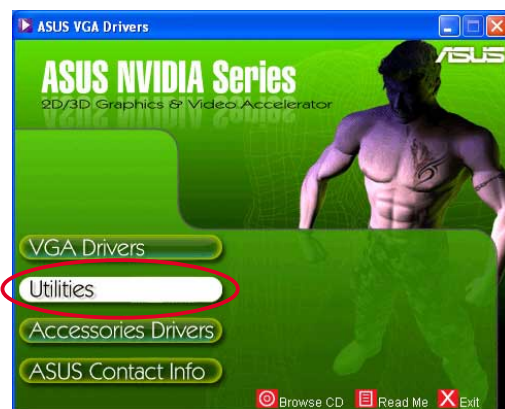 ASUS VGA Drivers
ASUS
ASUS NVIDIA Series
2D/3D Graphics & Video Accelerator
VGA Drivers
Utilities
Accessories Drivers
ASUS Contact Info
Browse CD Read Me Exit